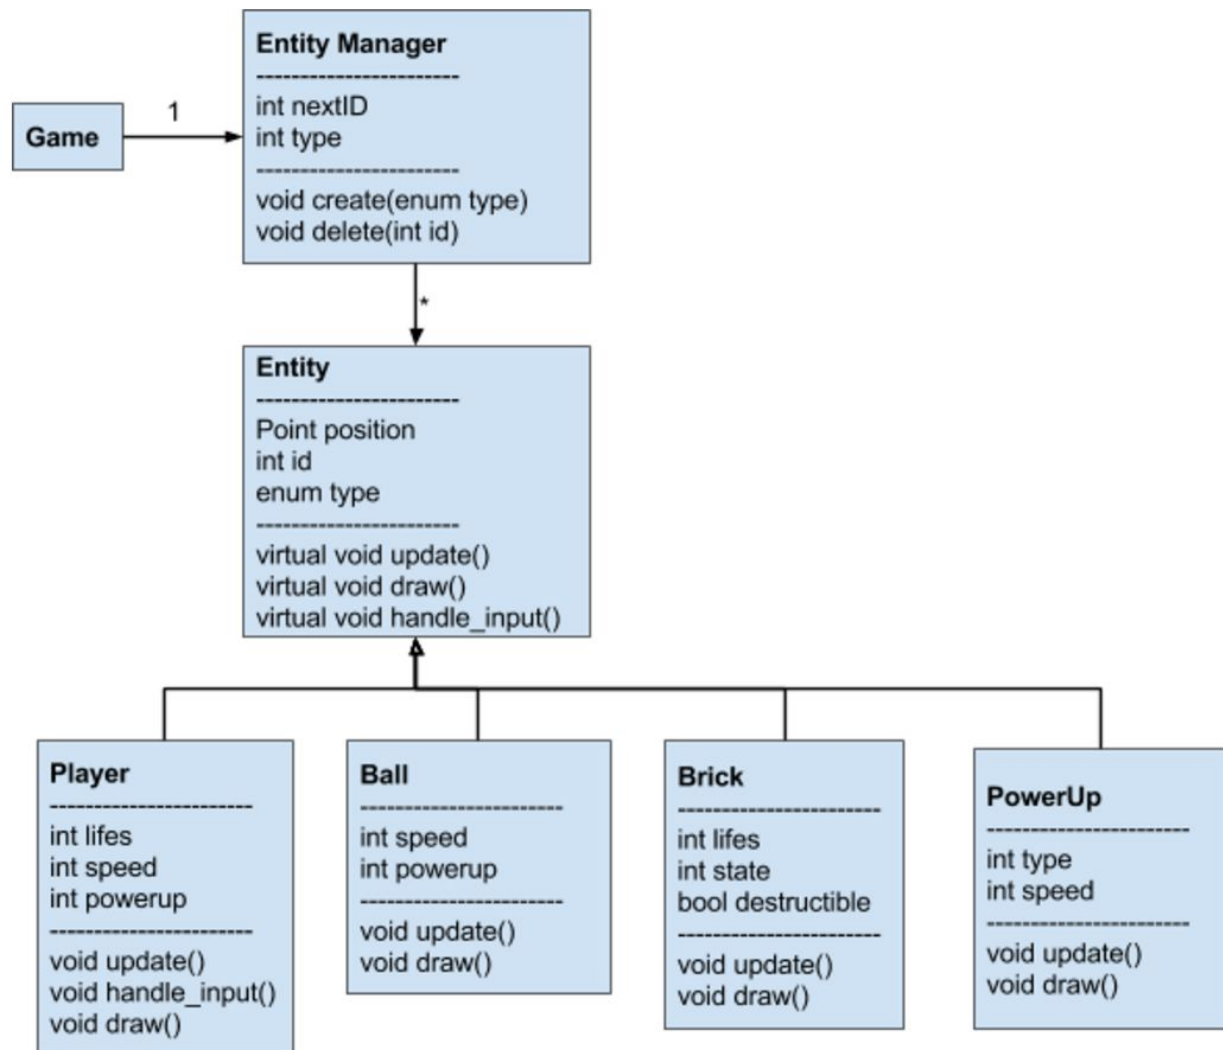 Game
1
Entity Manager
-----------------------
int nextID
int type
-----------------------
void create(enum type)
void delete(int id)
*
Entity
-----------------------
Point position
int id
enum type
-----------------------
virtual void update()
virtual void draw()
virtual void handle_input()
Player
-----------------------
int lifes
int speed
int powerup
-----------------------
void update()
void handle_input()
void draw()
Ball
-----------------------
int speed
int powerup
-----------------------
void update()
void draw()
Brick
-----------------------
int lifes
int state
bool destructible
-----------------------
void update()
void draw()
PowerUp
-----------------------
int type
int speed
-----------------------
void update()
void draw()